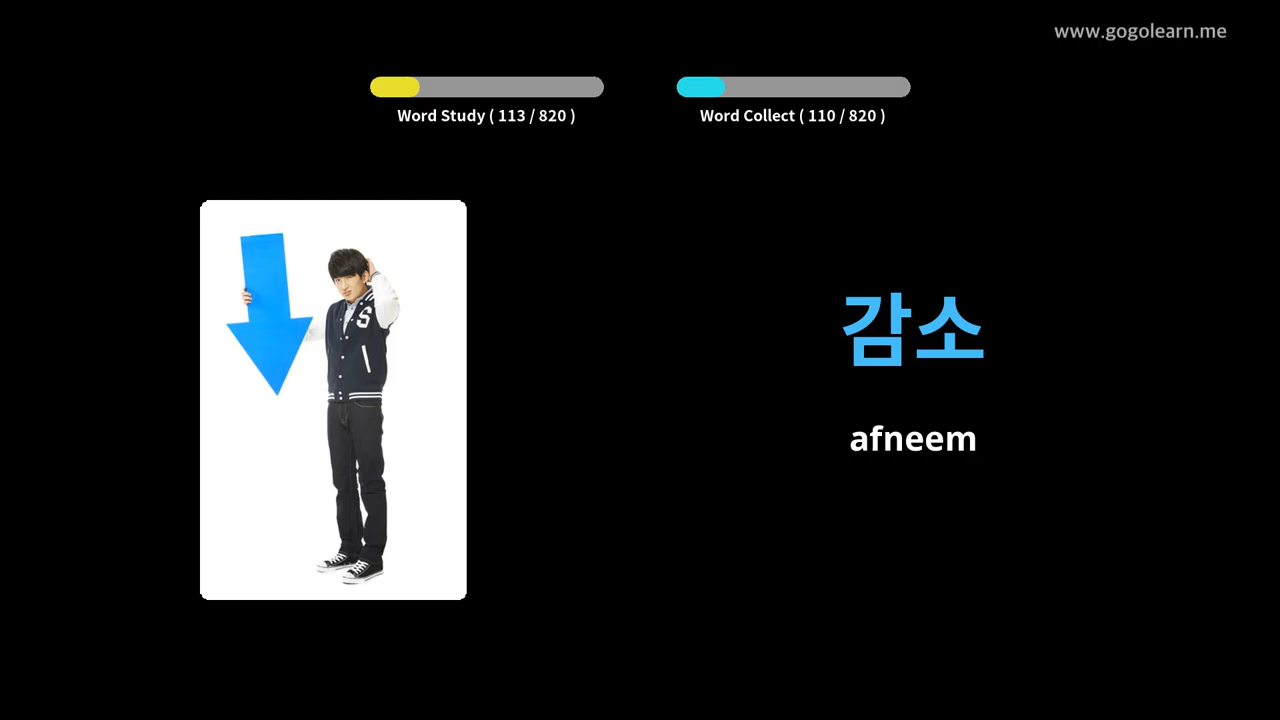 www.gogolearn.me
Word Study ( 113 / 820 )
Word Collect ( 110 / 820 )
S
감소
afneem